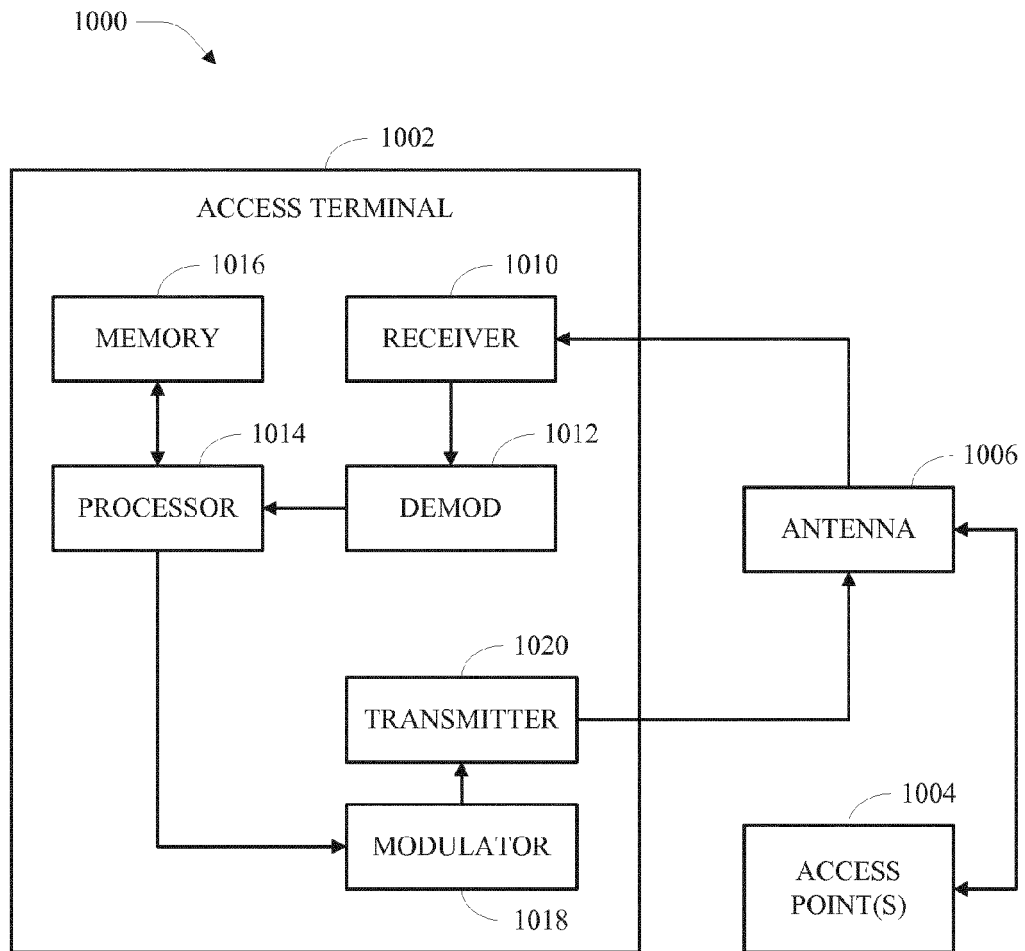 1000
1002
ACCESS TERMINAL
1016
1010
MEMORY
RECEIVER
1014
1012
1006
PROCESSOR
DEMOD
ANTENNA
1020
TRANSMITTER
1004
MODULATOR
ACCESS
POINT(S)
1018